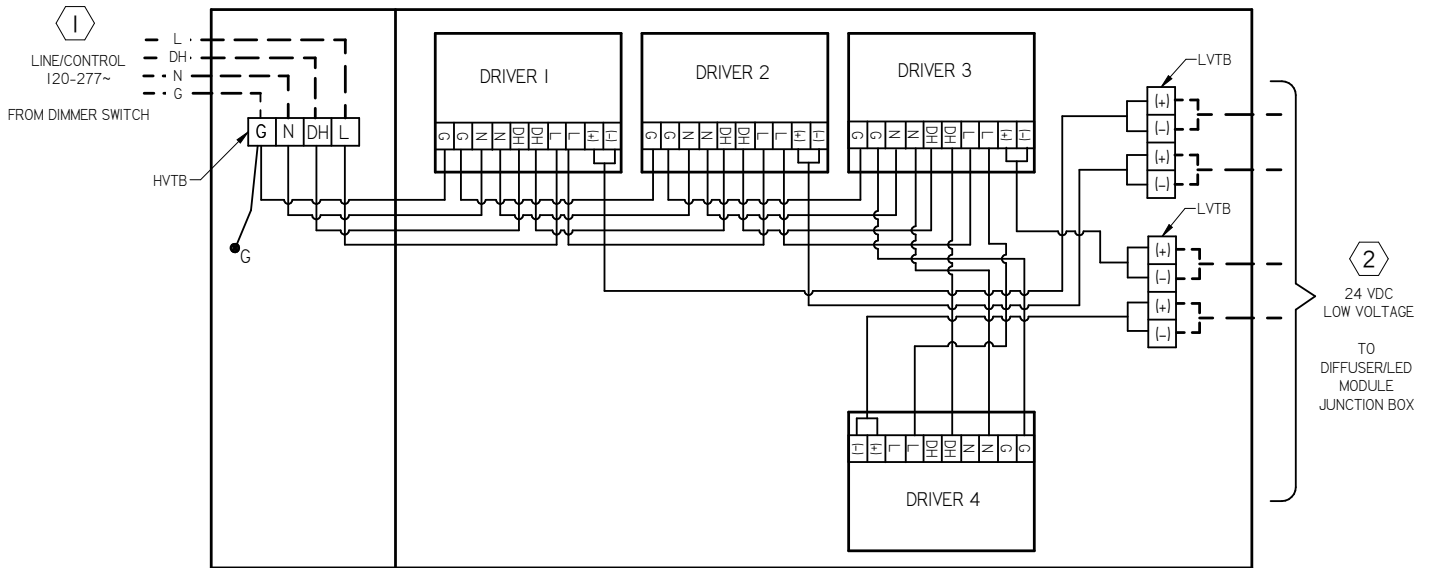 1
LINE/CONTROL
120-277~
FROM DIMMER SWITCH
L
DH
N
G
G N DH L
HVTB
G
DRIVER 1
G G N N DH DH L L (+) (-)
DRIVER 2
G G N N DH DH L L (+) (-)
DRIVER 3
G G N N DH DH L L (+) (-)
LVTB
(+)
(-)
(+)
(-)
LVTB
(+)
(-)
(+)
(-)
2
24 VDC
LOW VOLTAGE
TO
DIFFUSER/LED
MODULE
JUNCTION BOX
(-) (+) L L DH DH N N G G
DRIVER 4